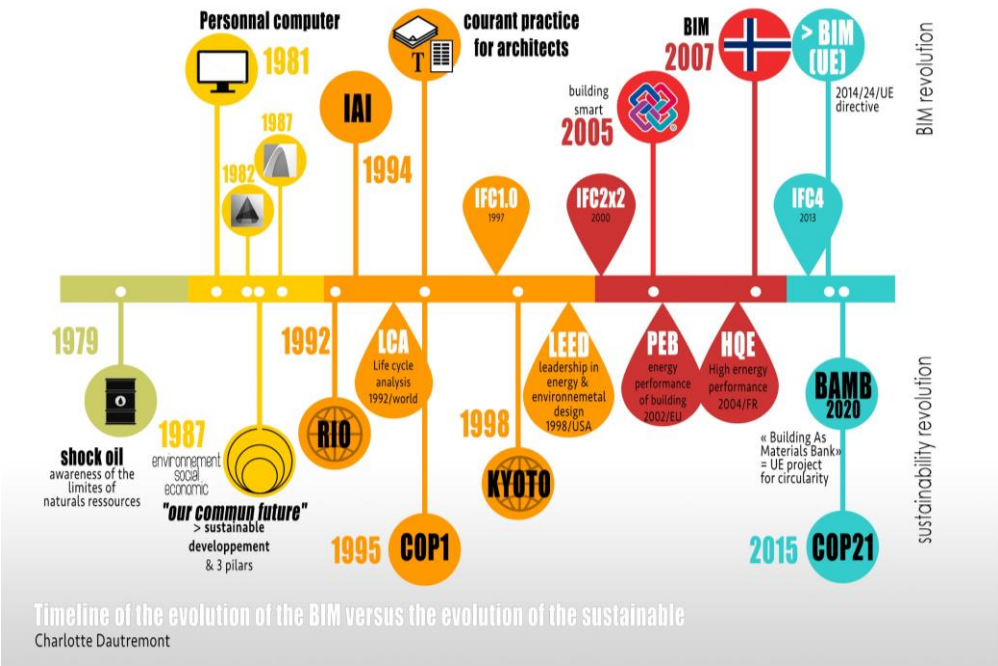 Personnal computer
1981
1987
1982
IAI
1994
T
courant practice
for architects
IFC1.0
1997
IFC2x2
2000
building
smart
2005
®
BIM
2007
> BIM
(UE)
2014/24/UE
directive
IFC4
2013
BIM revolution
1979
shock oil
awareness of the
limites of
naturals ressources
1987
environnement
social
economic
"our commun future"
> sustainable
developpement
& 3 pilars
1992
RIO
LCA
Life cycle
analysis
1992/world
1995
COP1
1998
KYOTO
LEED
leadership in
energy &
environnemetal
design
1998/USA
PEB
energy
performance
of building
2002/EU
HQE
High ernergy
performance
2004/FR
BAMB
2020
« Building As
Materials Bank»
= UE project
for circularity
2015
COP21
sustainability revolution
Timeline of the evolution of the BIM versus the evolution of the sustainable
Charlotte Dautremont